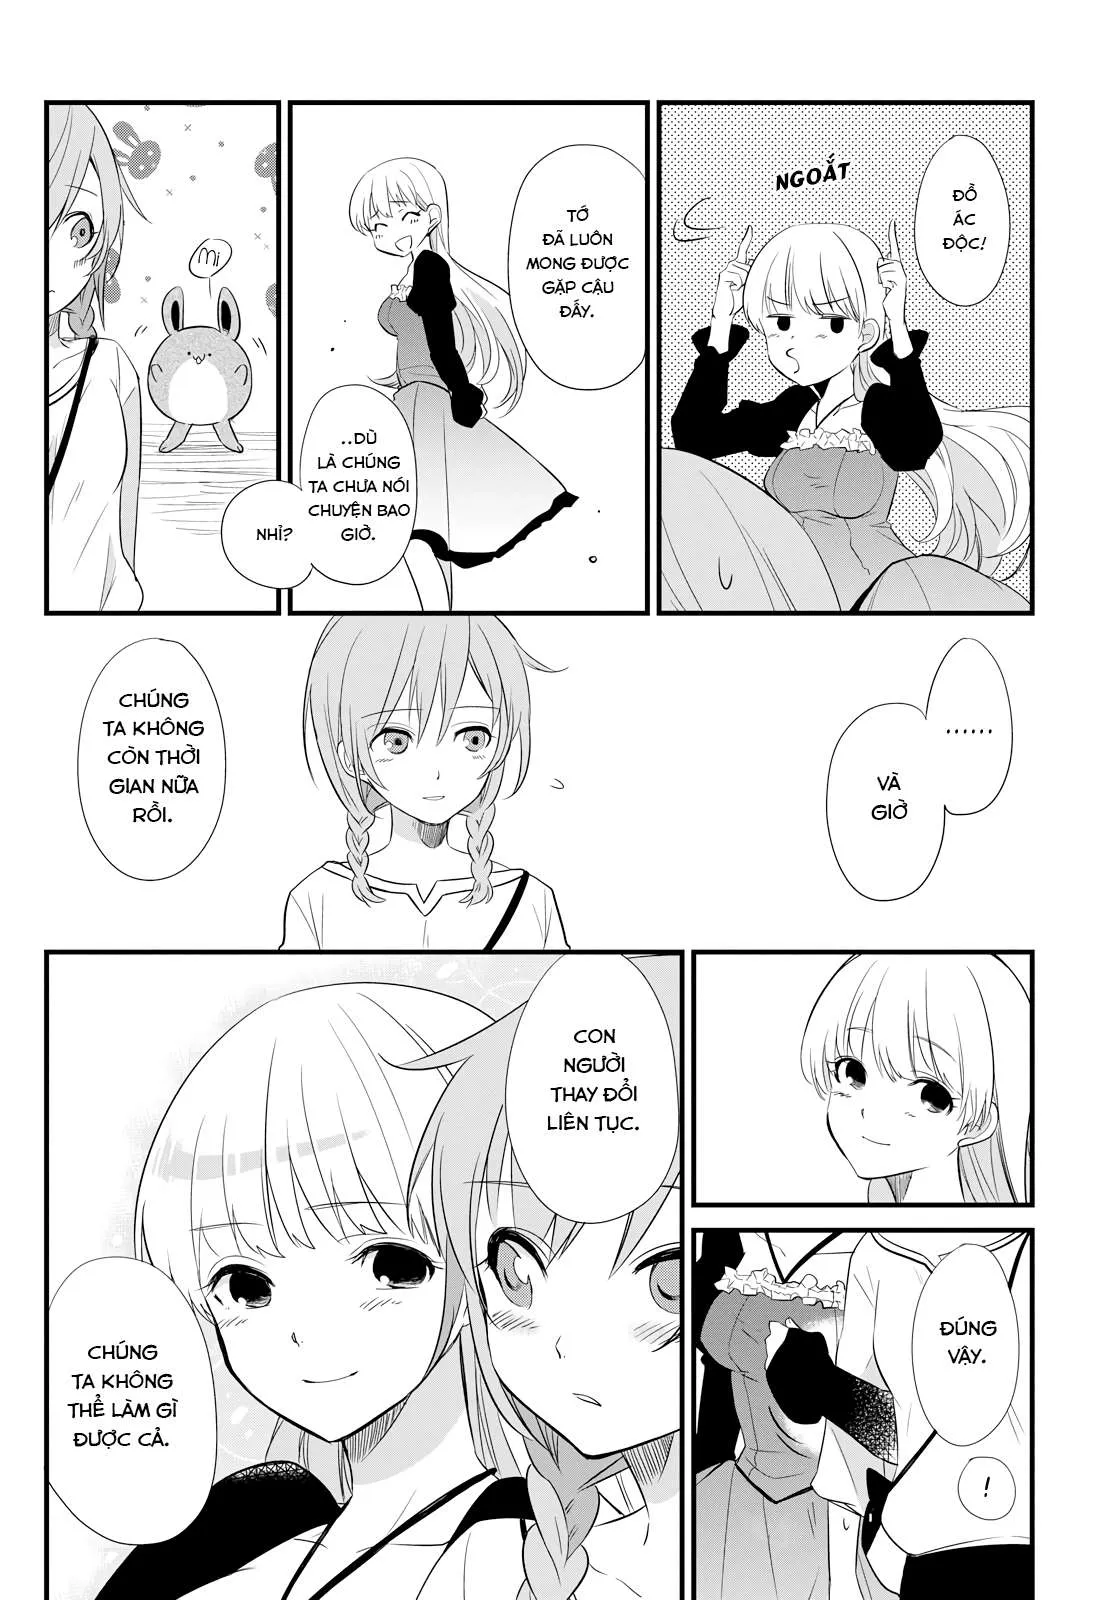 ĐỒ
ÁC
ĐỘC!
NGOẮT
TỚ
ĐÃ LUÔN
MONG ĐƯỢC
GẶP CẬU
ĐẤY.
..DÙ
LÀ CHÚNG
TA CHƯA NÓI
CHUYỆN BAO
GIỜ.
NHỈ?
Mi
......
VÀ
GIỜ
CHÚNG
TA KHÔNG
CÒN THỜI
GIAN NỮA
RỒI.
ĐÚNG
VẬY.
!
CON
NGƯỜI
THAY ĐỔI
LIÊN TỤC.
CHÚNG
TA KHÔNG
THỂ LÀM GÌ
ĐƯỢC CẢ.